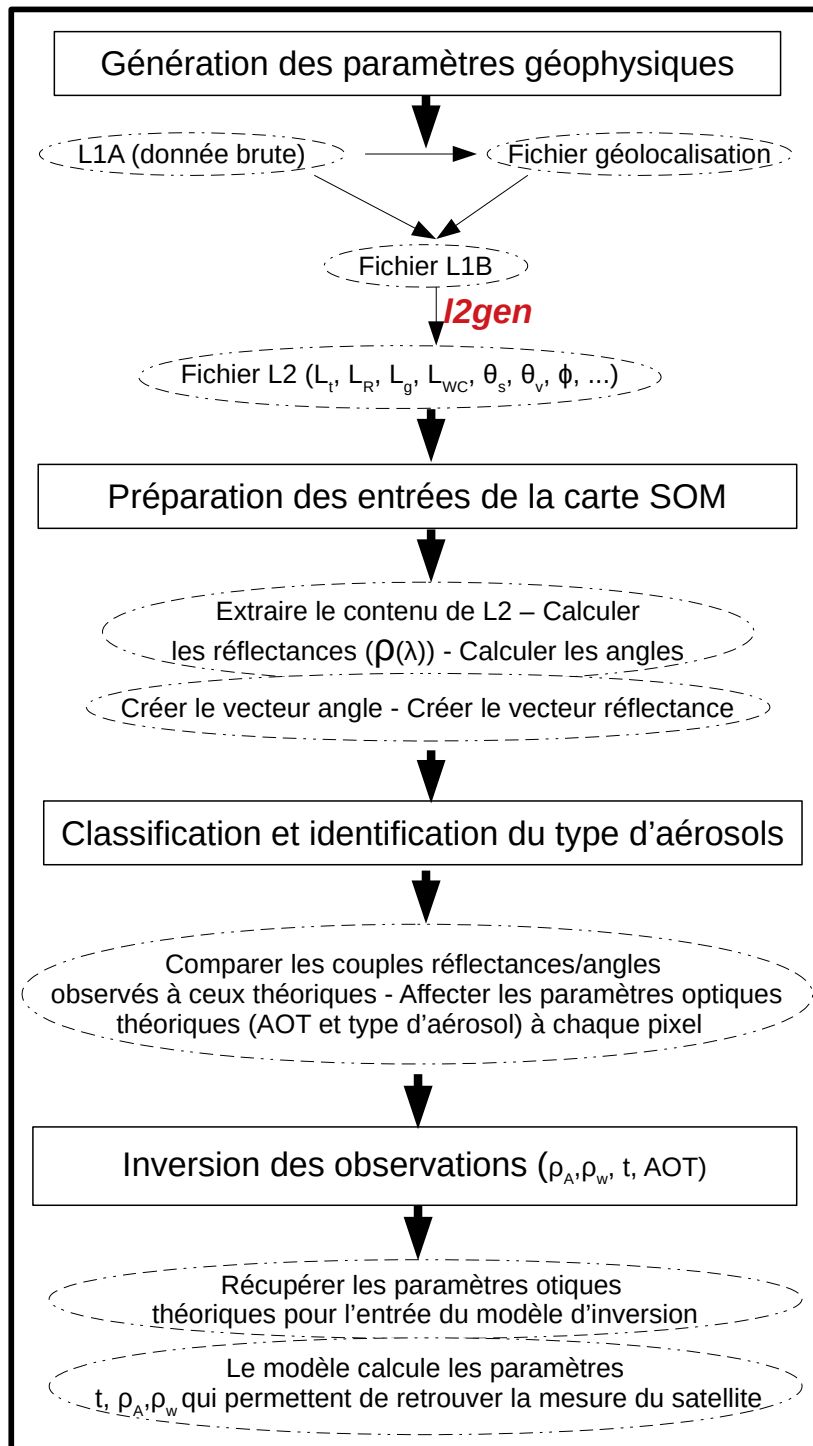 Génération des paramètres géophysiques
L1A (donnée brute)
Fichier géolocalisation
Fichier L1B
l2gen
Fichier L2 (Lt, LR, Lg, LWC, θs, θv, ϕ, ...)
Préparation des entrées de la carte SOM
Extraire le contenu de L2 – Calculer
les réflectances (ρ(λ)) - Calculer les angles
Créer le vecteur angle - Créer le vecteur réflectance
Classification et identification du type d’aérosols
Comparer les couples réflectances/angles
observés à ceux théoriques - Affecter les paramètres optiques
théoriques (AOT et type d’aérosol) à chaque pixel
Inversion des observations (ρA,ρw, t, AOT)
Récupérer les paramètres otiques
théoriques pour l’entrée du modèle d’inversion
Le modèle calcule les paramètres
t, ρA,ρw qui permettent de retrouver la mesure du satellite